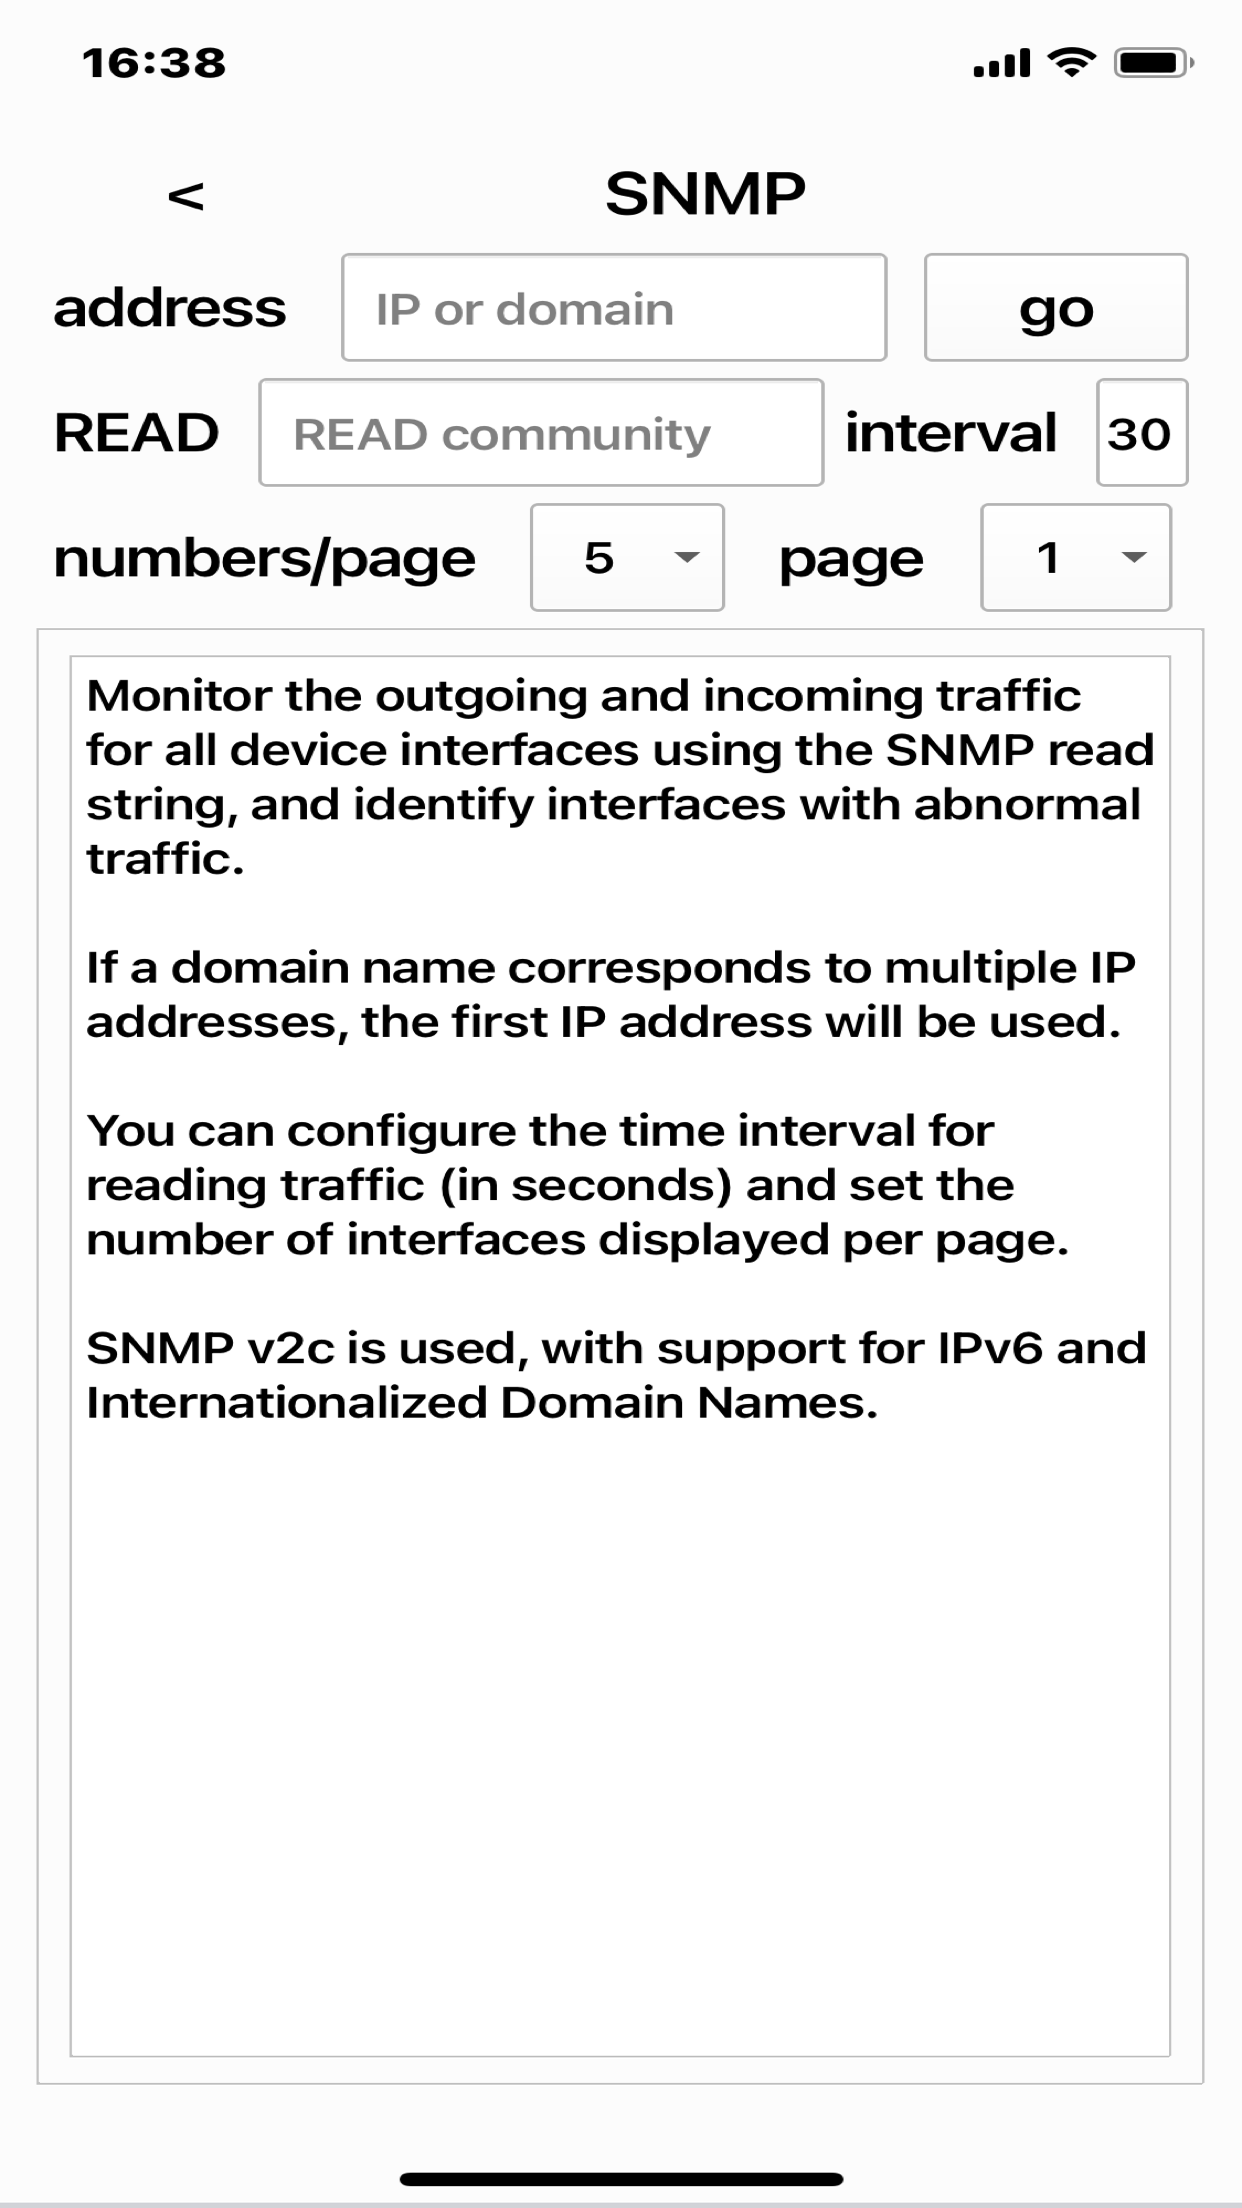 16:38
< SNMP
address IP or domain go
READ READ community interval 30
numbers/page 5 page 1
Monitor the outgoing and incoming traffic
for all device interfaces using the SNMP read
string, and identify interfaces with abnormal
traffic.
If a domain name corresponds to multiple IP
addresses, the first IP address will be used.
You can configure the time interval for
reading traffic (in seconds) and set the
number of interfaces displayed per page.
SNMP v2c is used, with support for IPv6 and
Internationalized Domain Names.